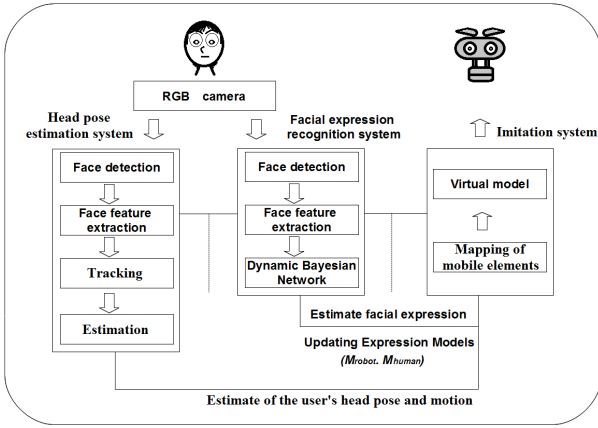 RGB camera
Head pose
estimation system
Facial expression
recognition system
Imitation system
Face detection
Face feature
extraction
Tracking
Estimation
Face detection
Face feature
extraction
Dynamic Bayesian
Network
Virtual model
Mapping of
mobile elements
Estimate facial expression
Updating Expression Models
(Mrobot. Mhuman)
Estimate of the user's head pose and motion